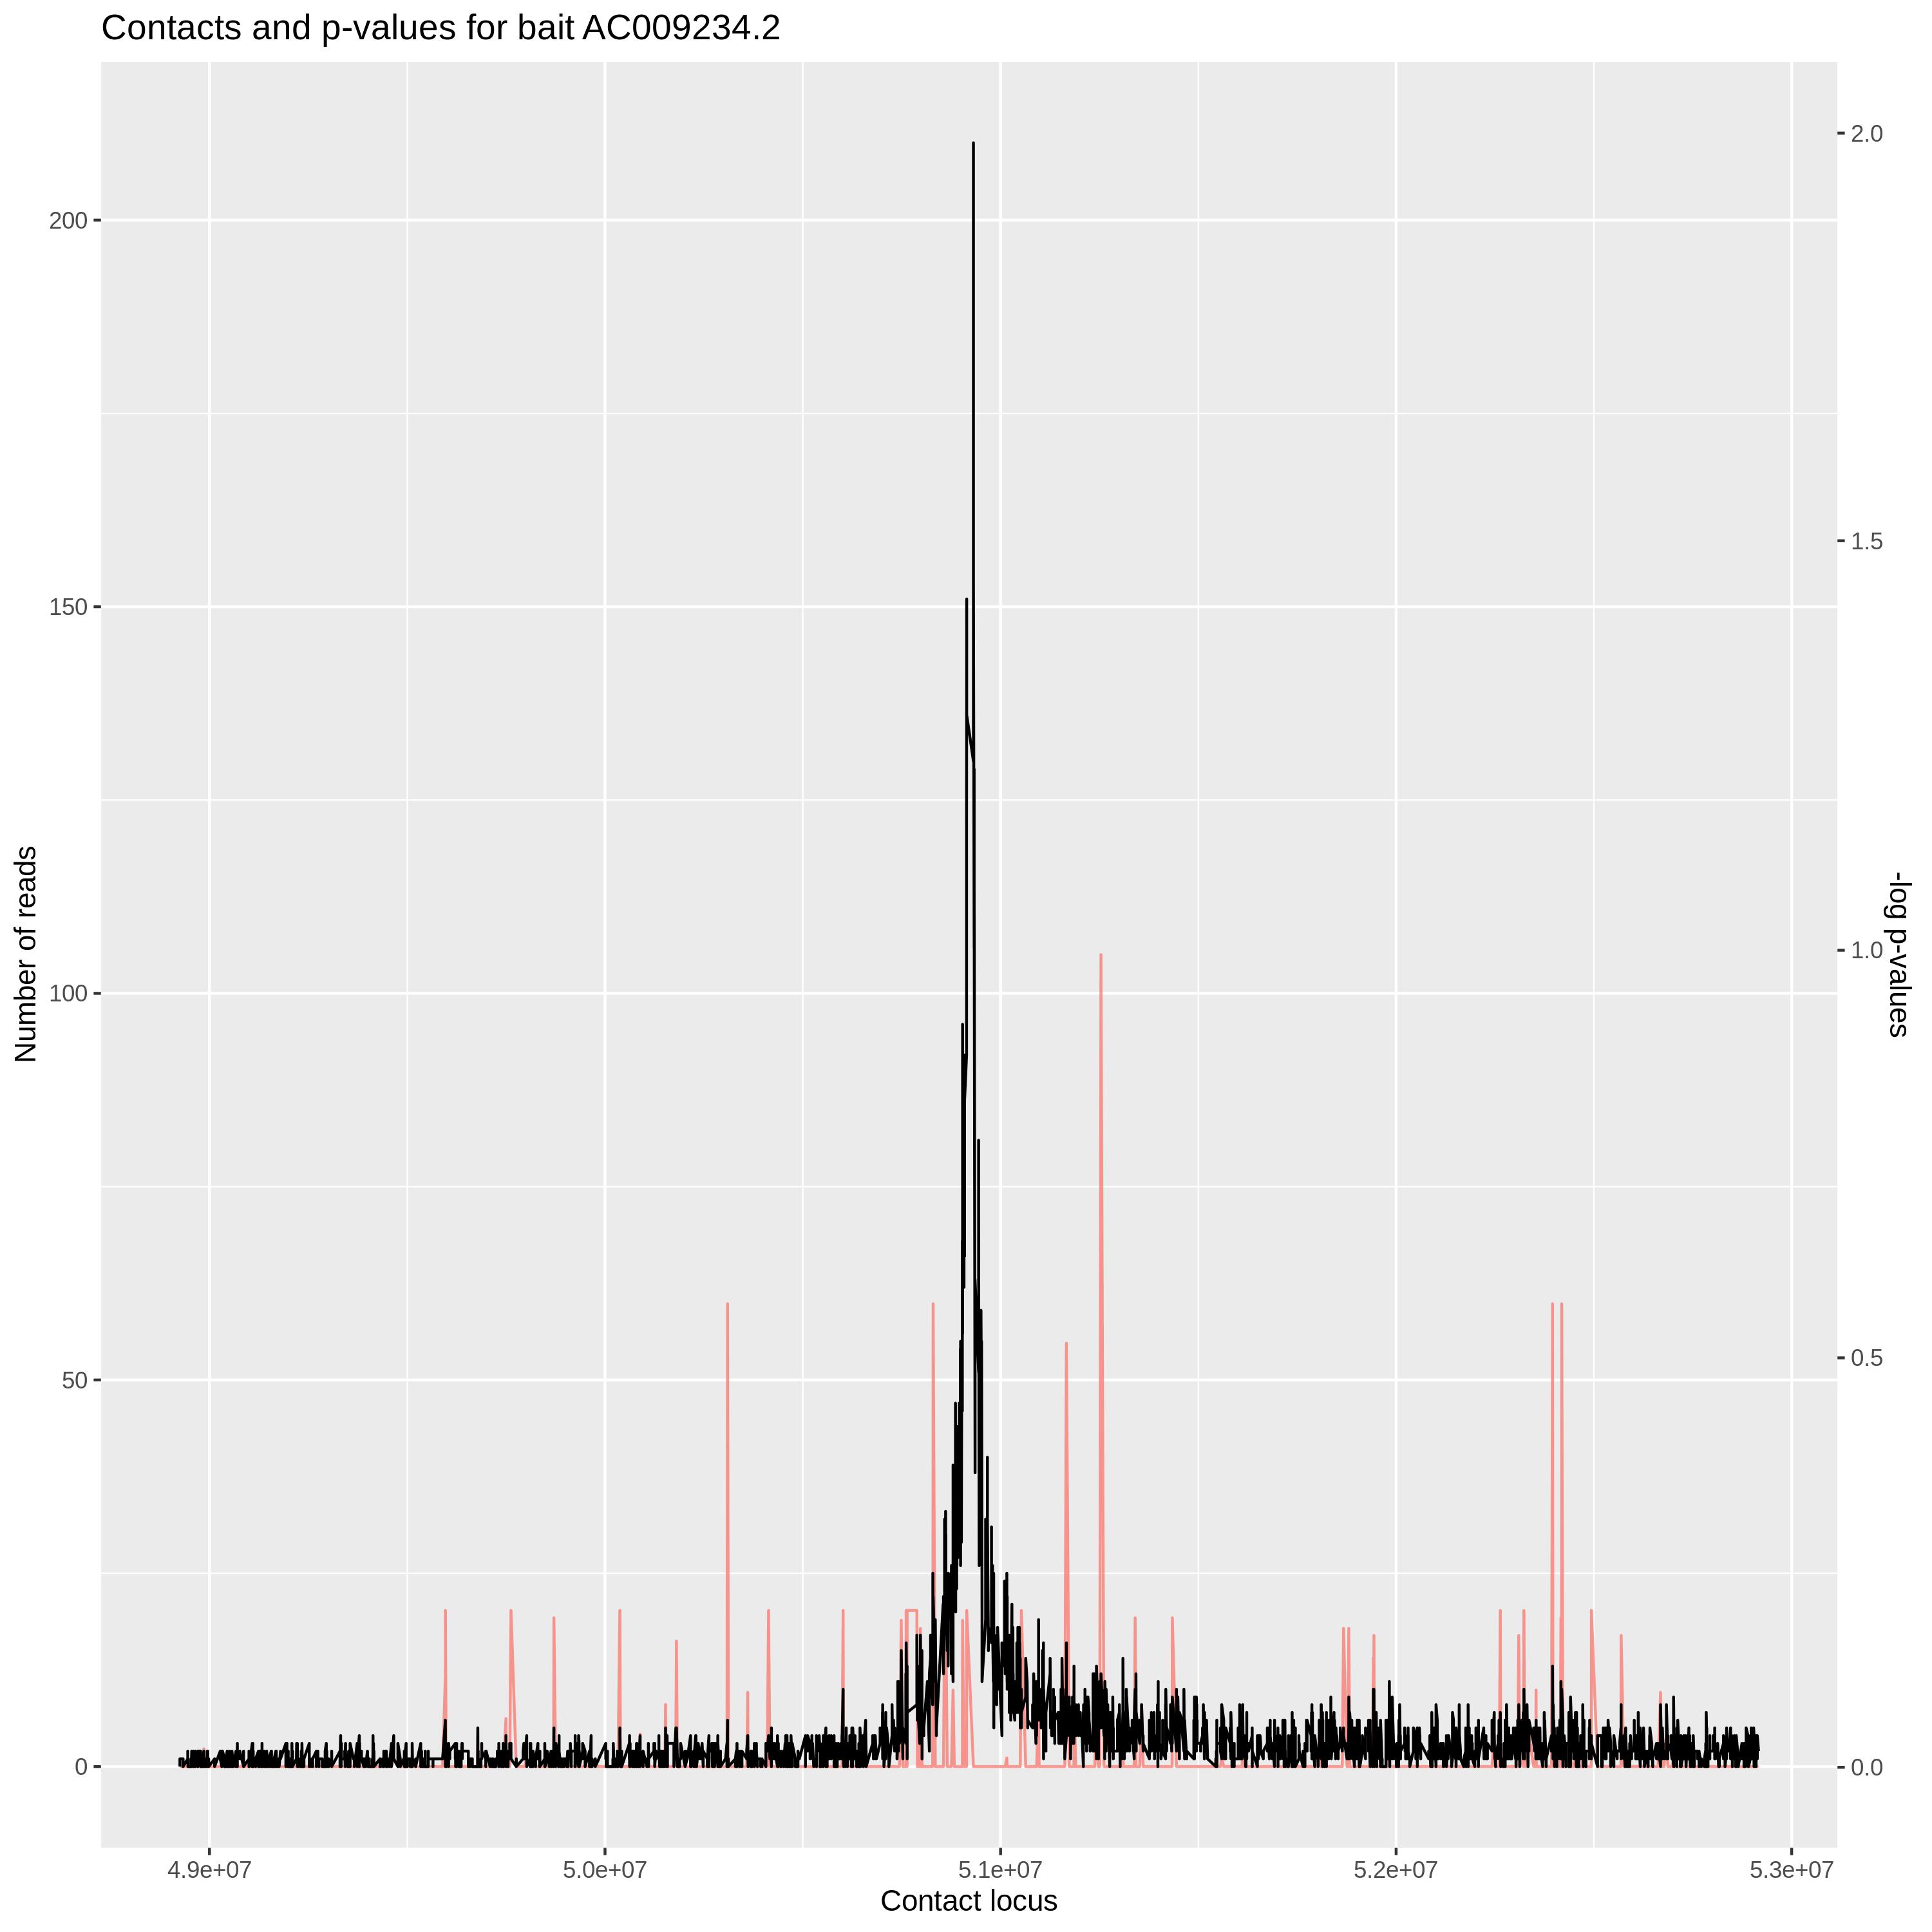 Contacts and p-values for bait AC009234.2
Number of reads
200
150
100
50
0
2.0
1.5
1.0
0.5
0.0
-log p-values
4.9e+07
5.0e+07
5.1e+07
5.2e+07
5.3e+07
Contact locus